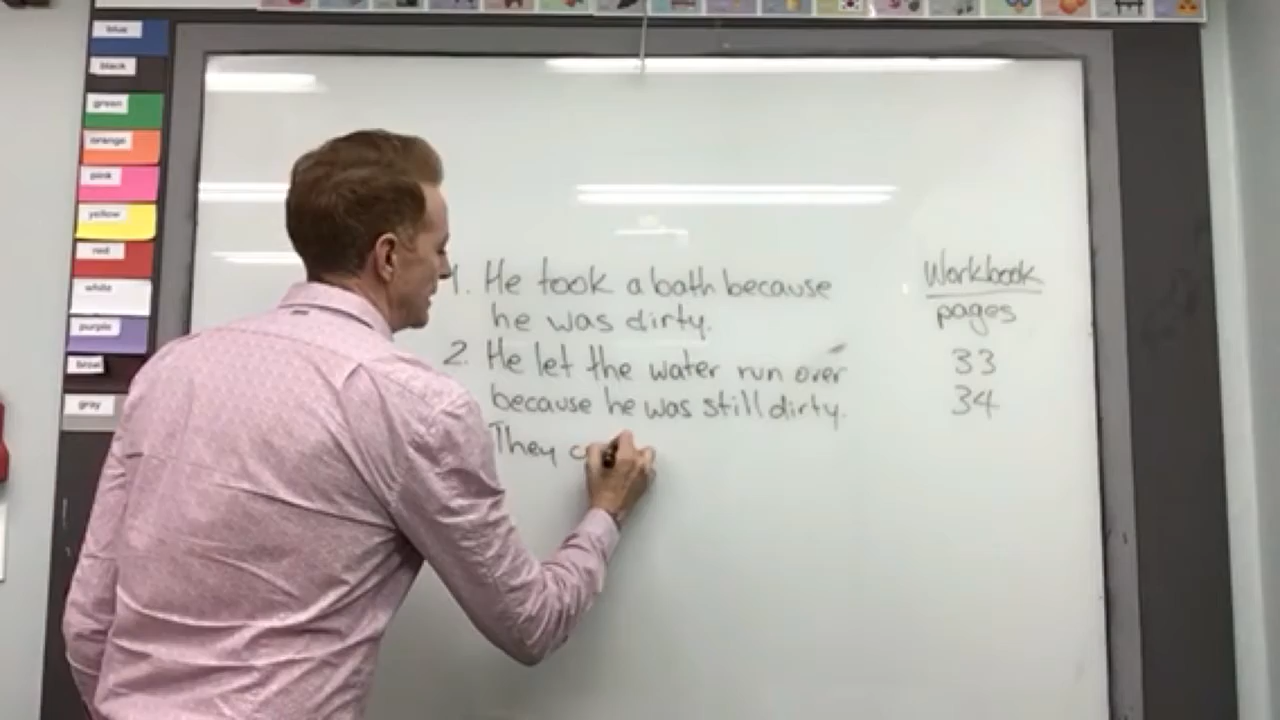 blue
black
green
orange
pink
yellow
red
white
purple
brow
gray
1. He took a bath because
he was dirty.
2. He let the water run over
because he was still dirty.
They c
Workbook
pages
33
34